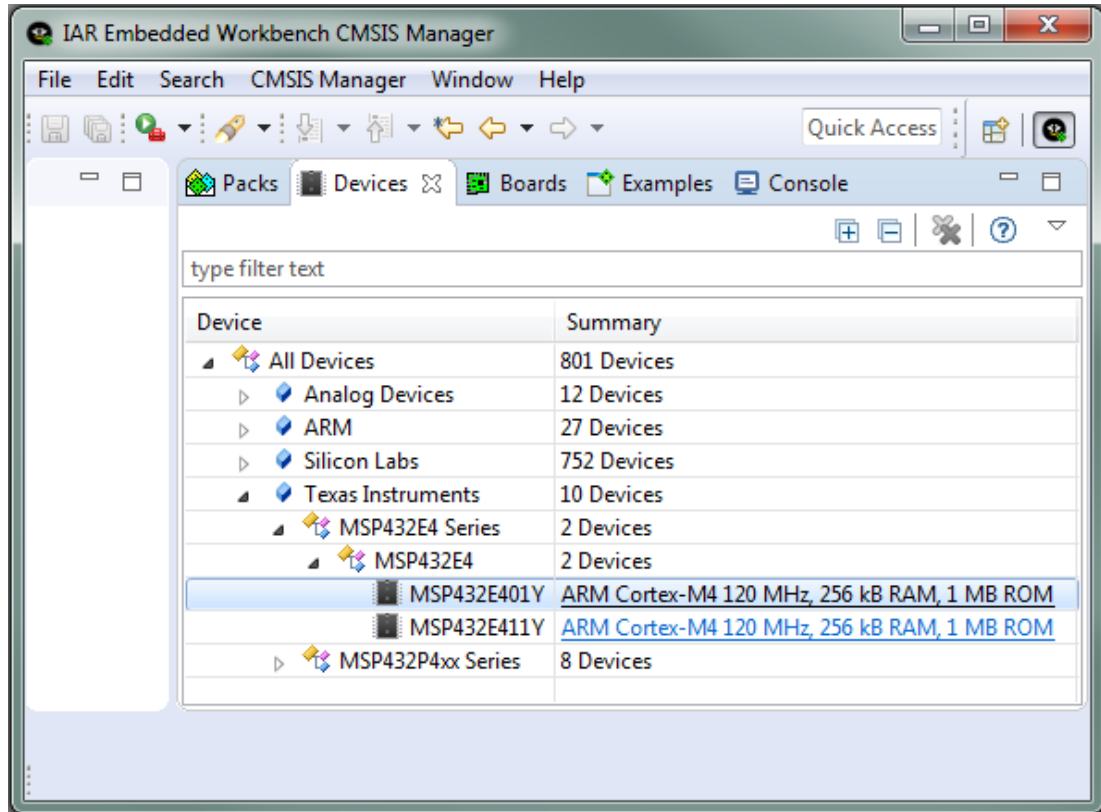 IAR Embedded Workbench CMSIS Manager
File Edit Search CMSIS Manager Window Help
Quick Access
Packs Devices Boards Examples Console
type filter text
Device Summary
All Devices 801 Devices
Analog Devices 12 Devices
ARM 27 Devices
Silicon Labs 752 Devices
Texas Instruments 10 Devices
MSP432E4 Series 2 Devices
MSP432E4 2 Devices
MSP432E401Y ARM Cortex-M4 120 MHz, 256 kB RAM, 1 MB ROM
MSP432E411Y ARM Cortex-M4 120 MHz, 256 kB RAM, 1 MB ROM
MSP432P4xx Series 8 Devices